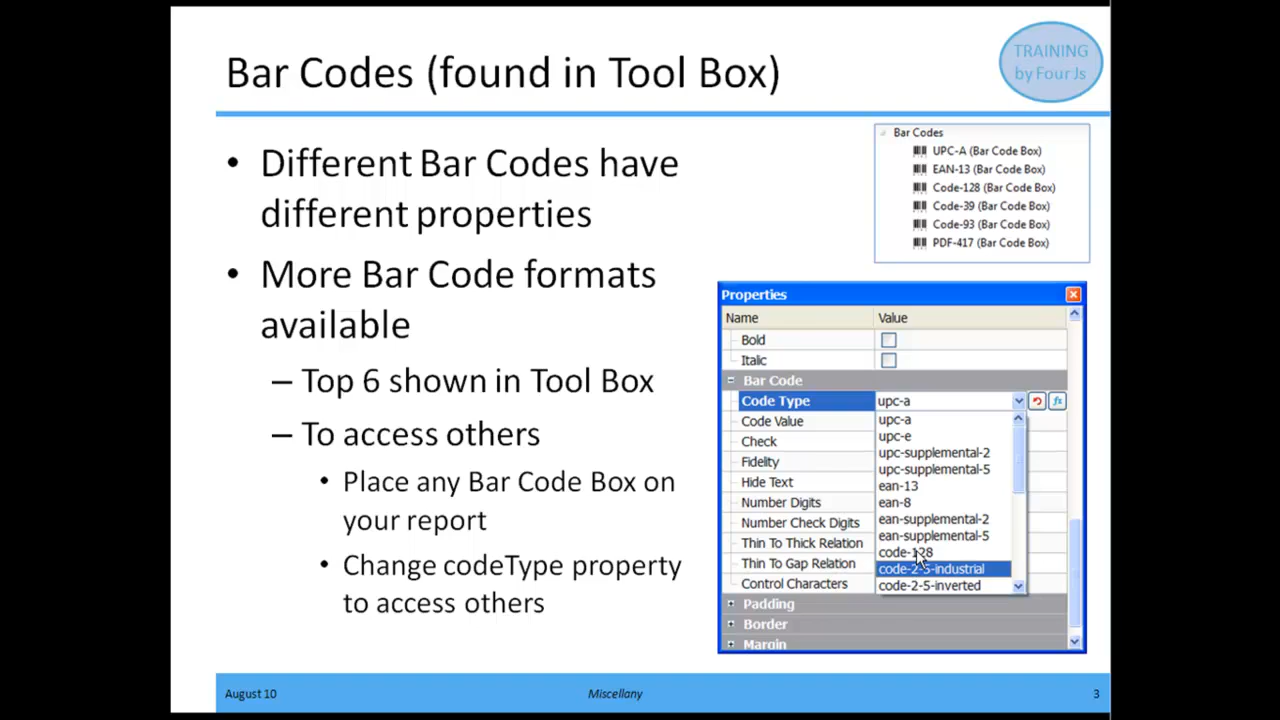 Bar Codes (found in Tool Box)
TRAINING
by Four Js
• Different Bar Codes have
different properties
• More Bar Code formats
available
– Top 6 shown in Tool Box
– To access others
• Place any Bar Code Box on
your report
• Change codeType property
to access others
Bar Codes
UPC-A (Bar Code Box)
EAN-13 (Bar Code Box)
Code-128 (Bar Code Box)
Code-39 (Bar Code Box)
Code-93 (Bar Code Box)
PDF-417 (Bar Code Box)
Properties
Name Value
Bold
Italic
Bar Code
Code Type upc-a
Code Value
Check
Fidelity
Hide Text
Number Digits
Number Check Digits
Thin To Thick Relation
Thin To Gap Relation
Control Characters
upc-a
upc-e
upc-supplemental-2
upc-supplemental-5
ean-13
ean-8
ean-supplemental-2
ean-supplemental-5
code-128
code-2-5-industrial
code-2-5-inverted
Padding
Border
Margin
August 10
Miscellany
3